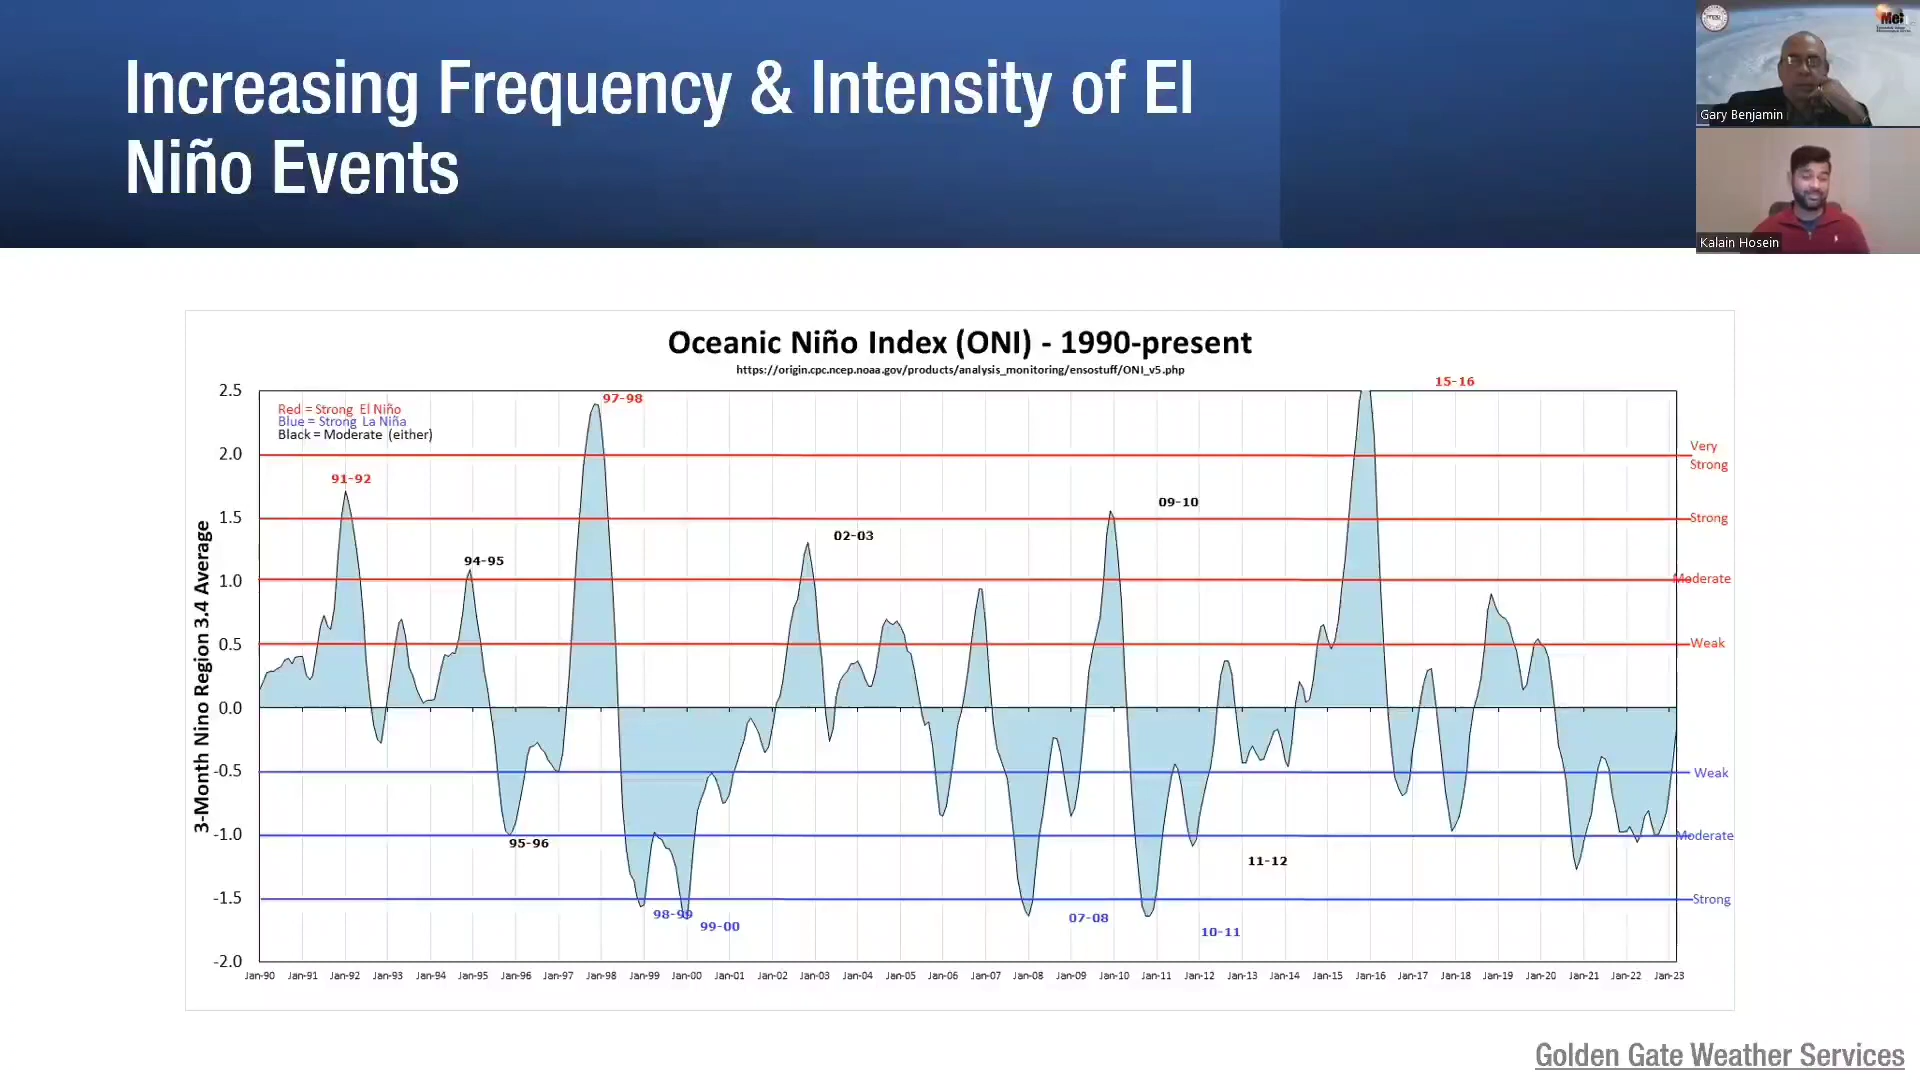 Increasing Frequency & Intensity of El
Niño Events
Mei
Gary Benjamin
Kalain Hosein
Oceanic Niño Index (ONI) - 1990-present
https://origin.cpc.ncep.noaa.gov/products/analysis_monitoring/ensostuff/ONI_v5.php
Red = Strong El Niño
Blue = Strong La Niña
Black = Moderate (either)
3-Month Nino Region 3.4 Average
2.5
2.0
1.5
1.0
0.5
0.0
-0.5
-1.0
-1.5
-2.0
91-92
94-95
95-96
97-98
98-99
99-00
02-03
07-08
09-10
10-11
11-12
15-16
Very
Strong
Strong
Moderate
Weak
Weak
Moderate
Strong
Jan-90 Jan-91 Jan-92 Jan-93 Jan-94 Jan-95 Jan-96 Jan-97 Jan-98 Jan-99 Jan-00 Jan-01 Jan-02 Jan-03 Jan-04 Jan-05 Jan-06 Jan-07 Jan-08 Jan-09 Jan-10 Jan-11 Jan-12 Jan-13 Jan-14 Jan-15 Jan-16 Jan-17 Jan-18 Jan-19 Jan-20 Jan-21 Jan-22 Jan-23
Golden Gate Weather Services